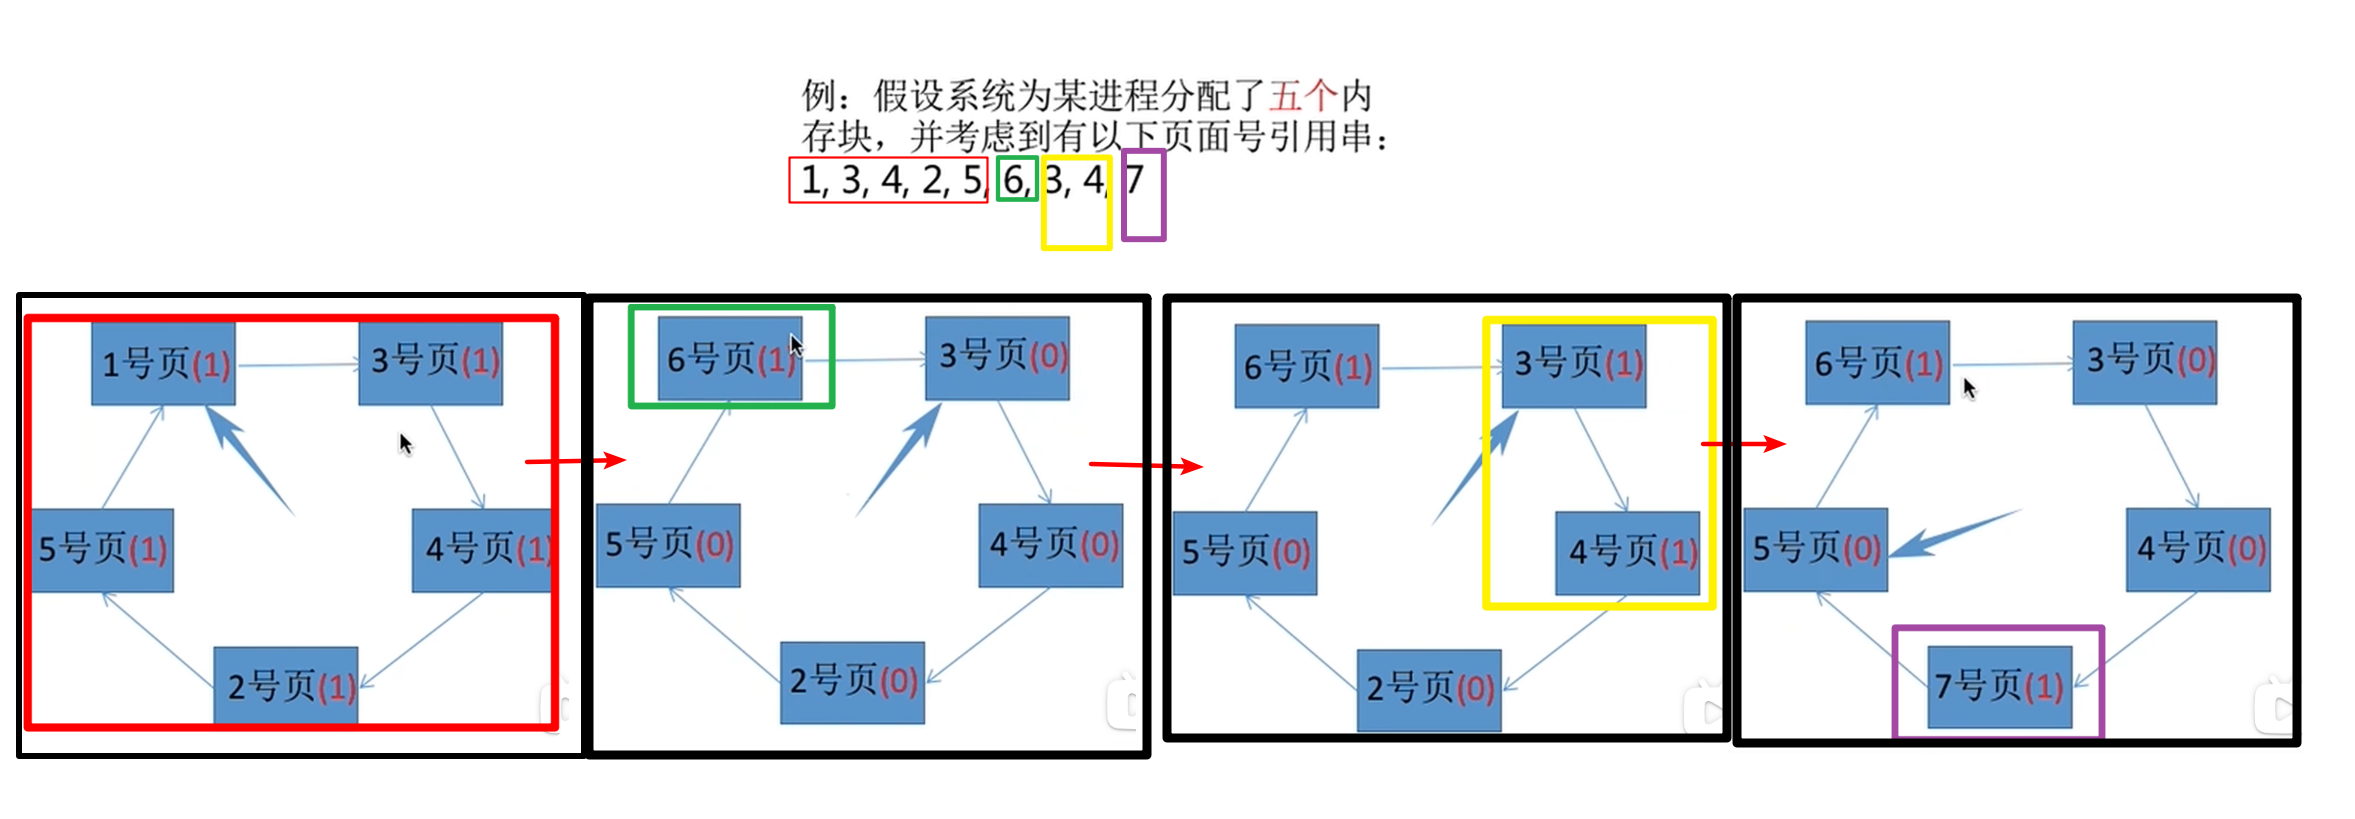 例：假设系统为某进程分配了五个内
存块，并考虑到有以下页面号引用串：
1, 3, 4, 2, 5, 6, 3, 4, 7
1号页(1)
3号页(1)
5号页(1)
4号页(1)
2号页(1)
6号页(1)
3号页(0)
5号页(0)
4号页(0)
2号页(0)
6号页(1)
3号页(1)
5号页(0)
4号页(1)
2号页(0)
6号页(1)
3号页(0)
5号页(0)
4号页(0)
7号页(1)